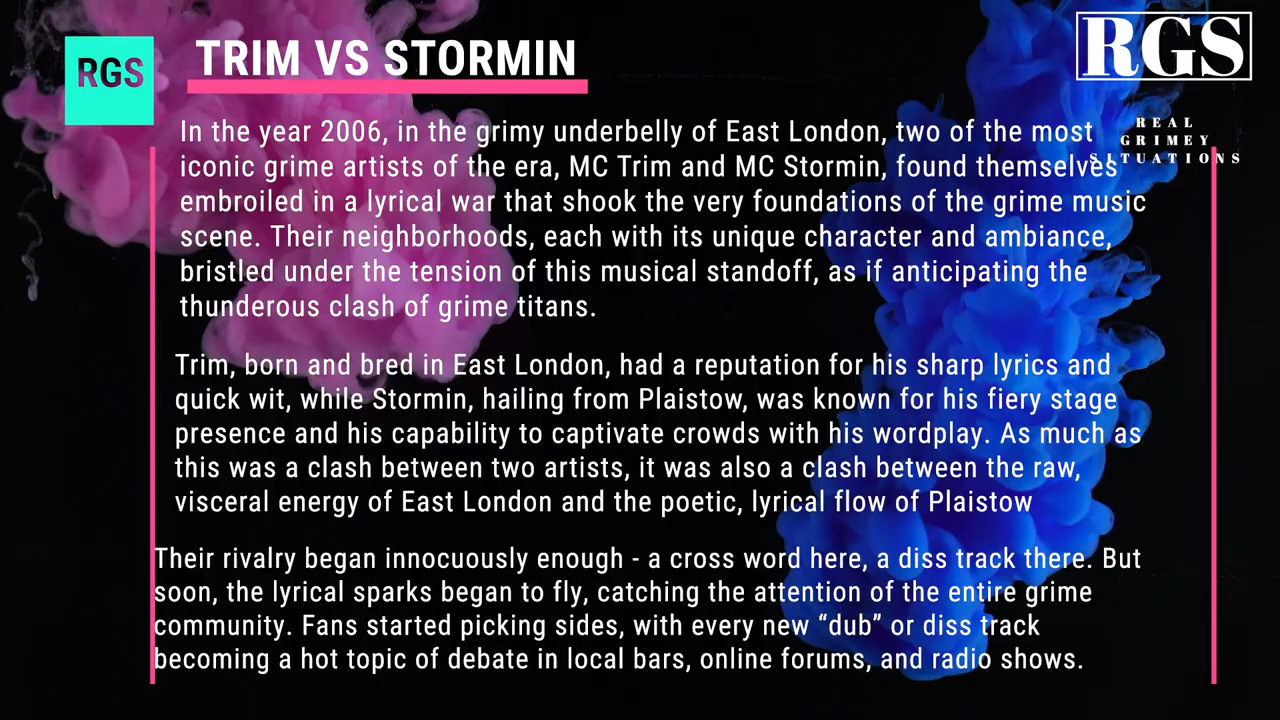 RGS
TRIM VS STORMIN
RGS
REAL
GRIMEY
SITUATIONS
In the year 2006, in the grimy underbelly of East London, two of the most
iconic grime artists of the era, MC Trim and MC Stormin, found themselves
embroiled in a lyrical war that shook the very foundations of the grime music
scene. Their neighborhoods, each with its unique character and ambiance,
bristled under the tension of this musical standoff, as if anticipating the
thunderous clash of grime titans.
Trim, born and bred in East London, had a reputation for his sharp lyrics and
quick wit, while Stormin, hailing from Plaistow, was known for his fiery stage
presence and his capability to captivate crowds with his wordplay. As much as
this was a clash between two artists, it was also a clash between the raw,
visceral energy of East London and the poetic, lyrical flow of Plaistow
Their rivalry began innocuously enough - a cross word here, a diss track there. But
soon, the lyrical sparks began to fly, catching the attention of the entire grime
community. Fans started picking sides, with every new “dub” or diss track
becoming a hot topic of debate in local bars, online forums, and radio shows.